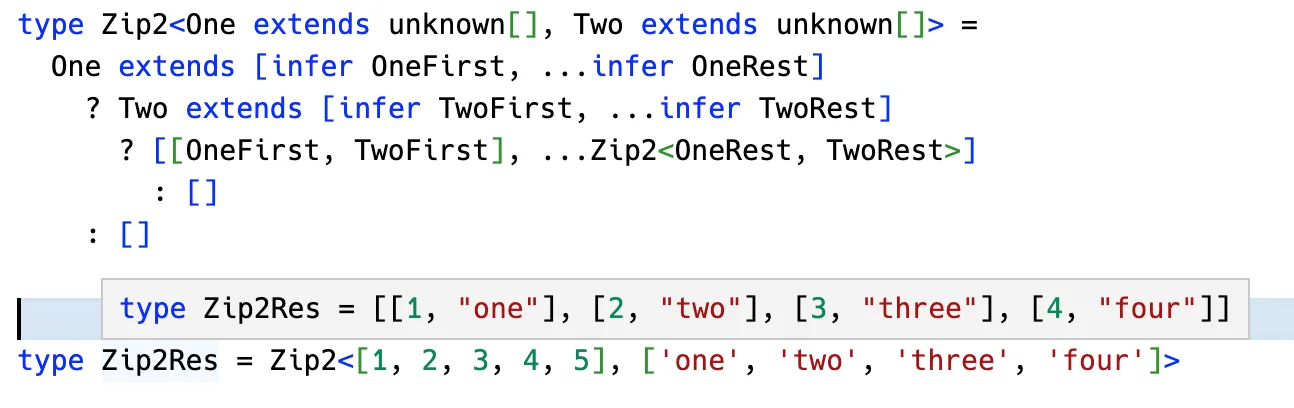 type Zip2<One extends unknown[], Two extends unknown[]> =
  One extends [infer OneFirst, ...infer OneRest]
    ? Two extends [infer TwoFirst, ...infer TwoRest]
      ? [[OneFirst, TwoFirst], ...Zip2<OneRest, TwoRest>]
        : []
    : []
type Zip2Res = [[1, "one"], [2, "two"], [3, "three"], [4, "four"]]
type Zip2Res = Zip2<[1, 2, 3, 4, 5], ['one', 'two', 'three', 'four']>